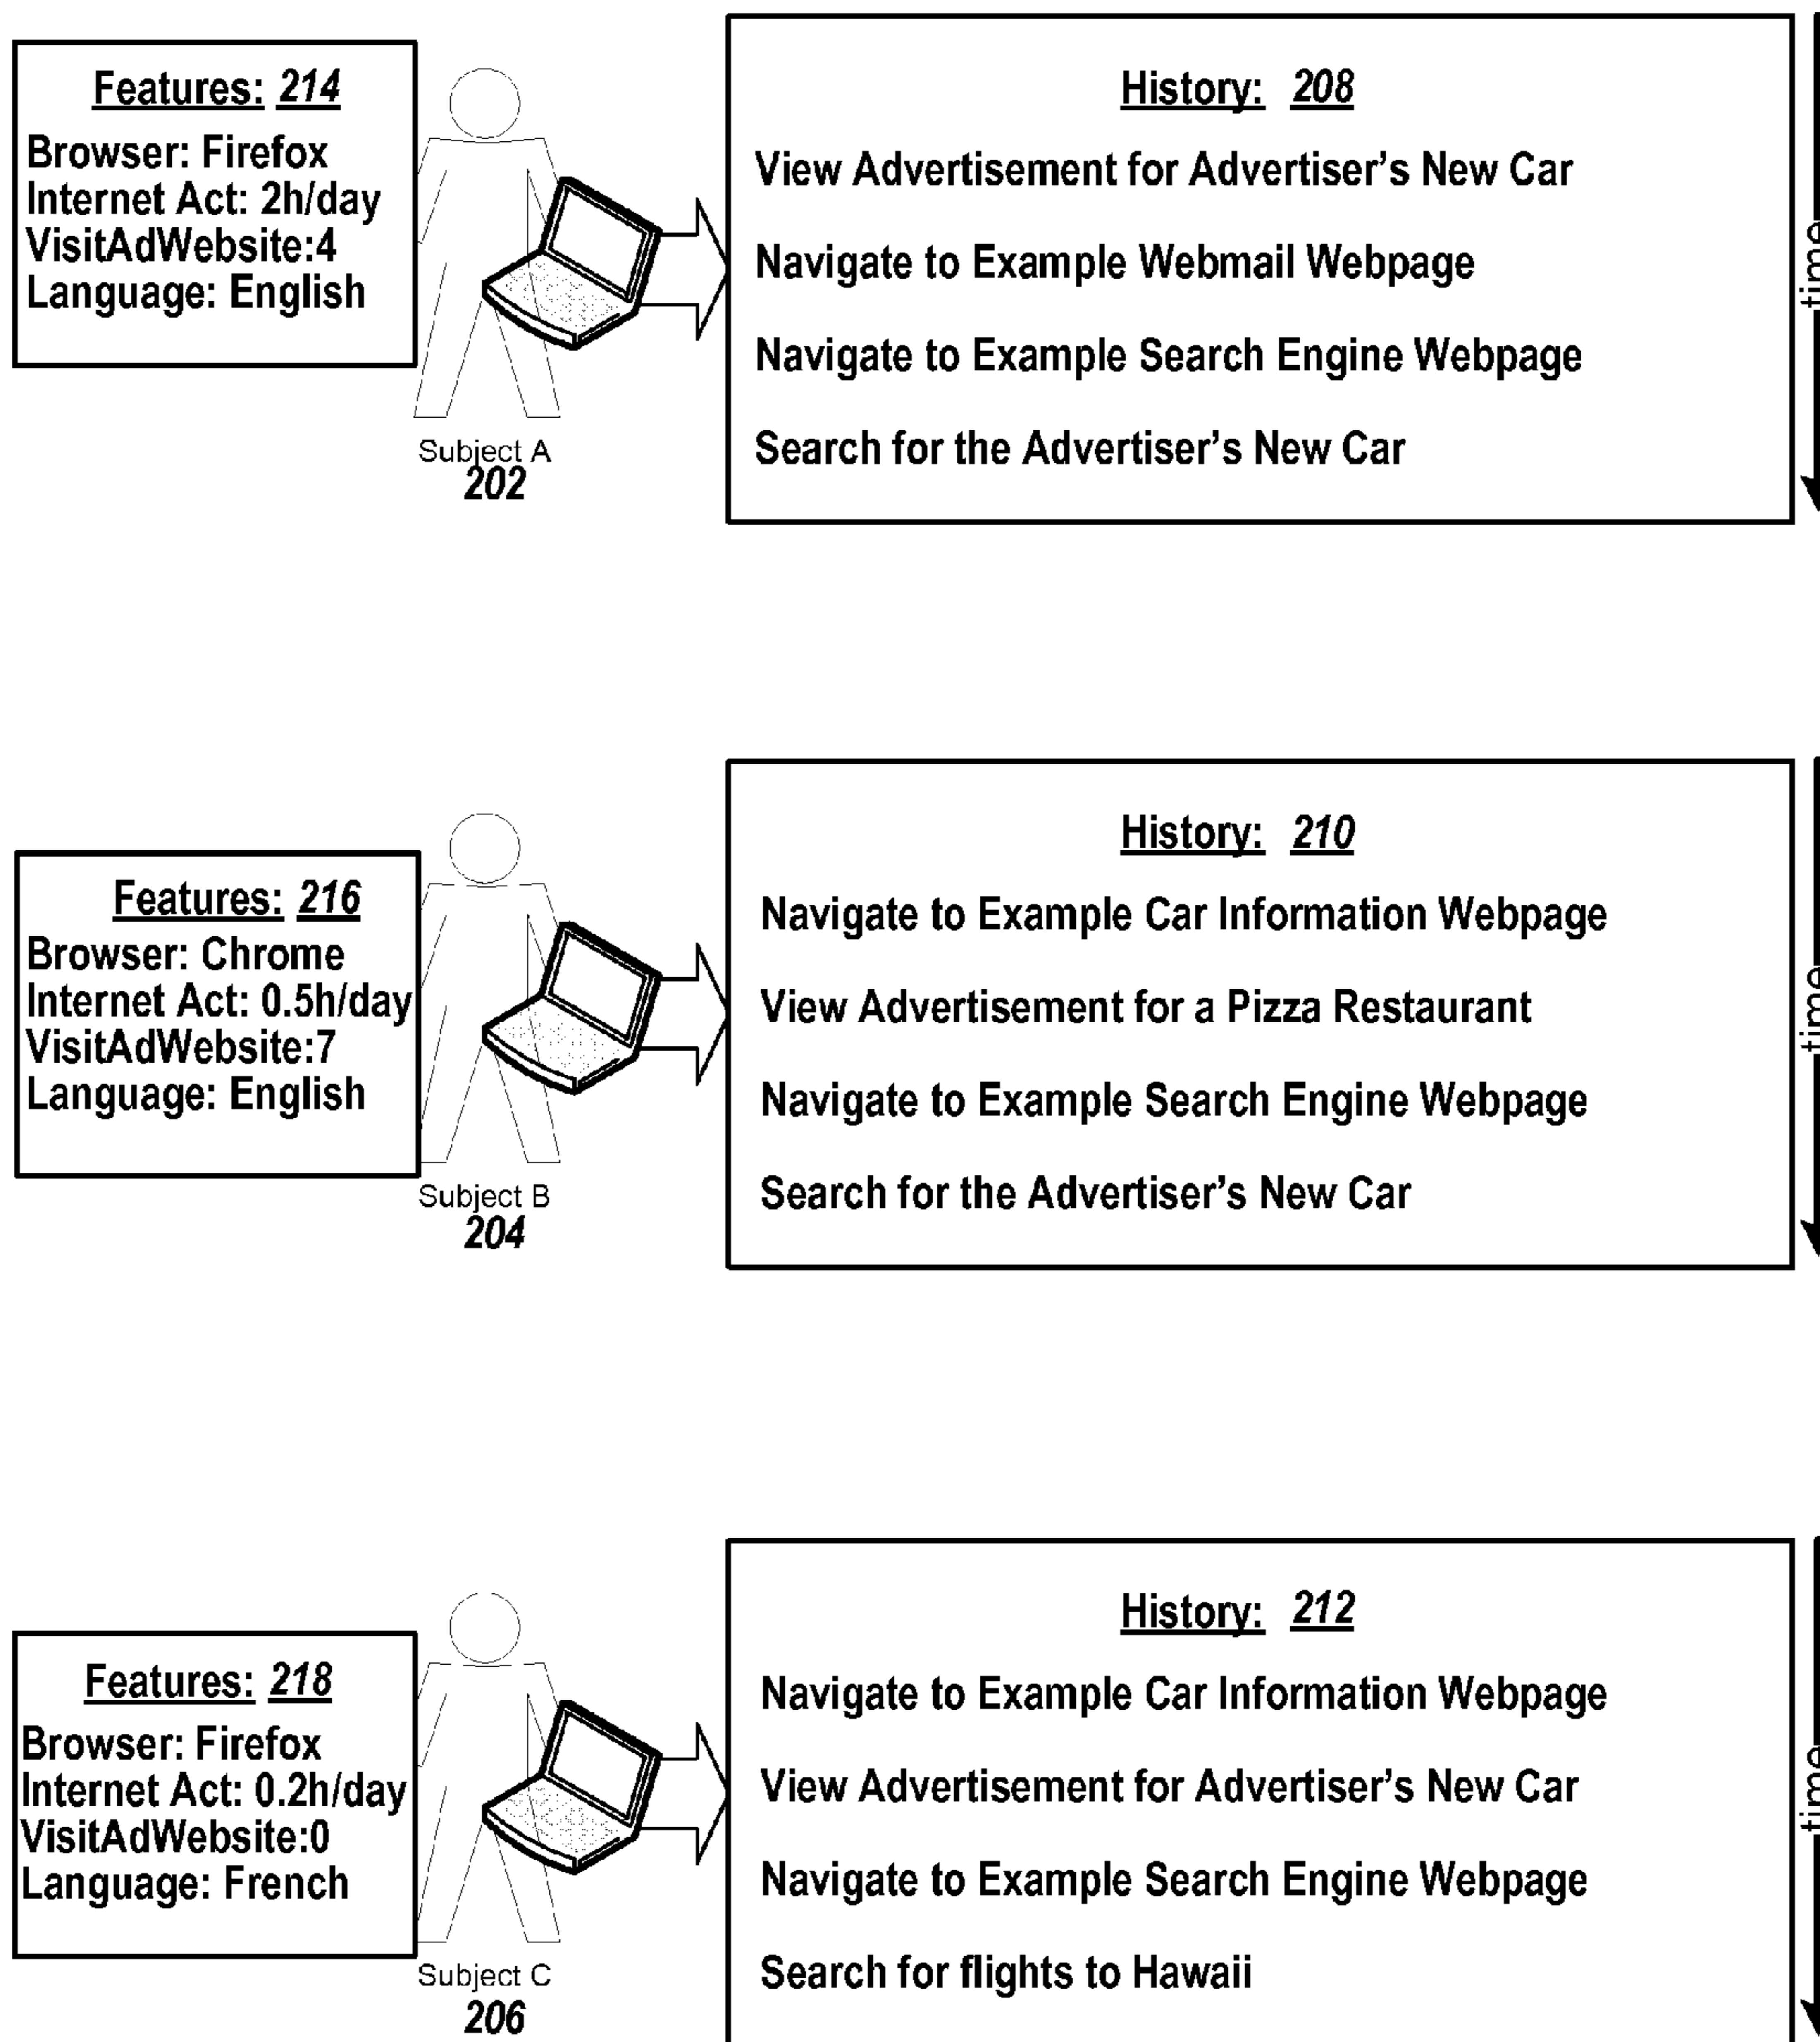 Features: 214
Browser: Firefox
Internet Act: 2h/day
VisitAdWebsite:4
Language: English
Subject A
202
History: 208
View Advertisement for Advertiser's New Car
Navigate to Example Webmail Webpage
Navigate to Example Search Engine Webpage
Search for the Advertiser's New Car
time
Features: 216
Browser: Chrome
Internet Act: 0.5h/day
VisitAdWebsite:7
Language: English
Subject B
204
History: 210
Navigate to Example Car Information Webpage
View Advertisement for a Pizza Restaurant
Navigate to Example Search Engine Webpage
Search for the Advertiser's New Car
time
Features: 218
Browser: Firefox
Internet Act: 0.2h/day
VisitAdWebsite:0
Language: French
Subject C
206
History: 212
Navigate to Example Car Information Webpage
View Advertisement for Advertiser's New Car
Navigate to Example Search Engine Webpage
Search for flights to Hawaii
time